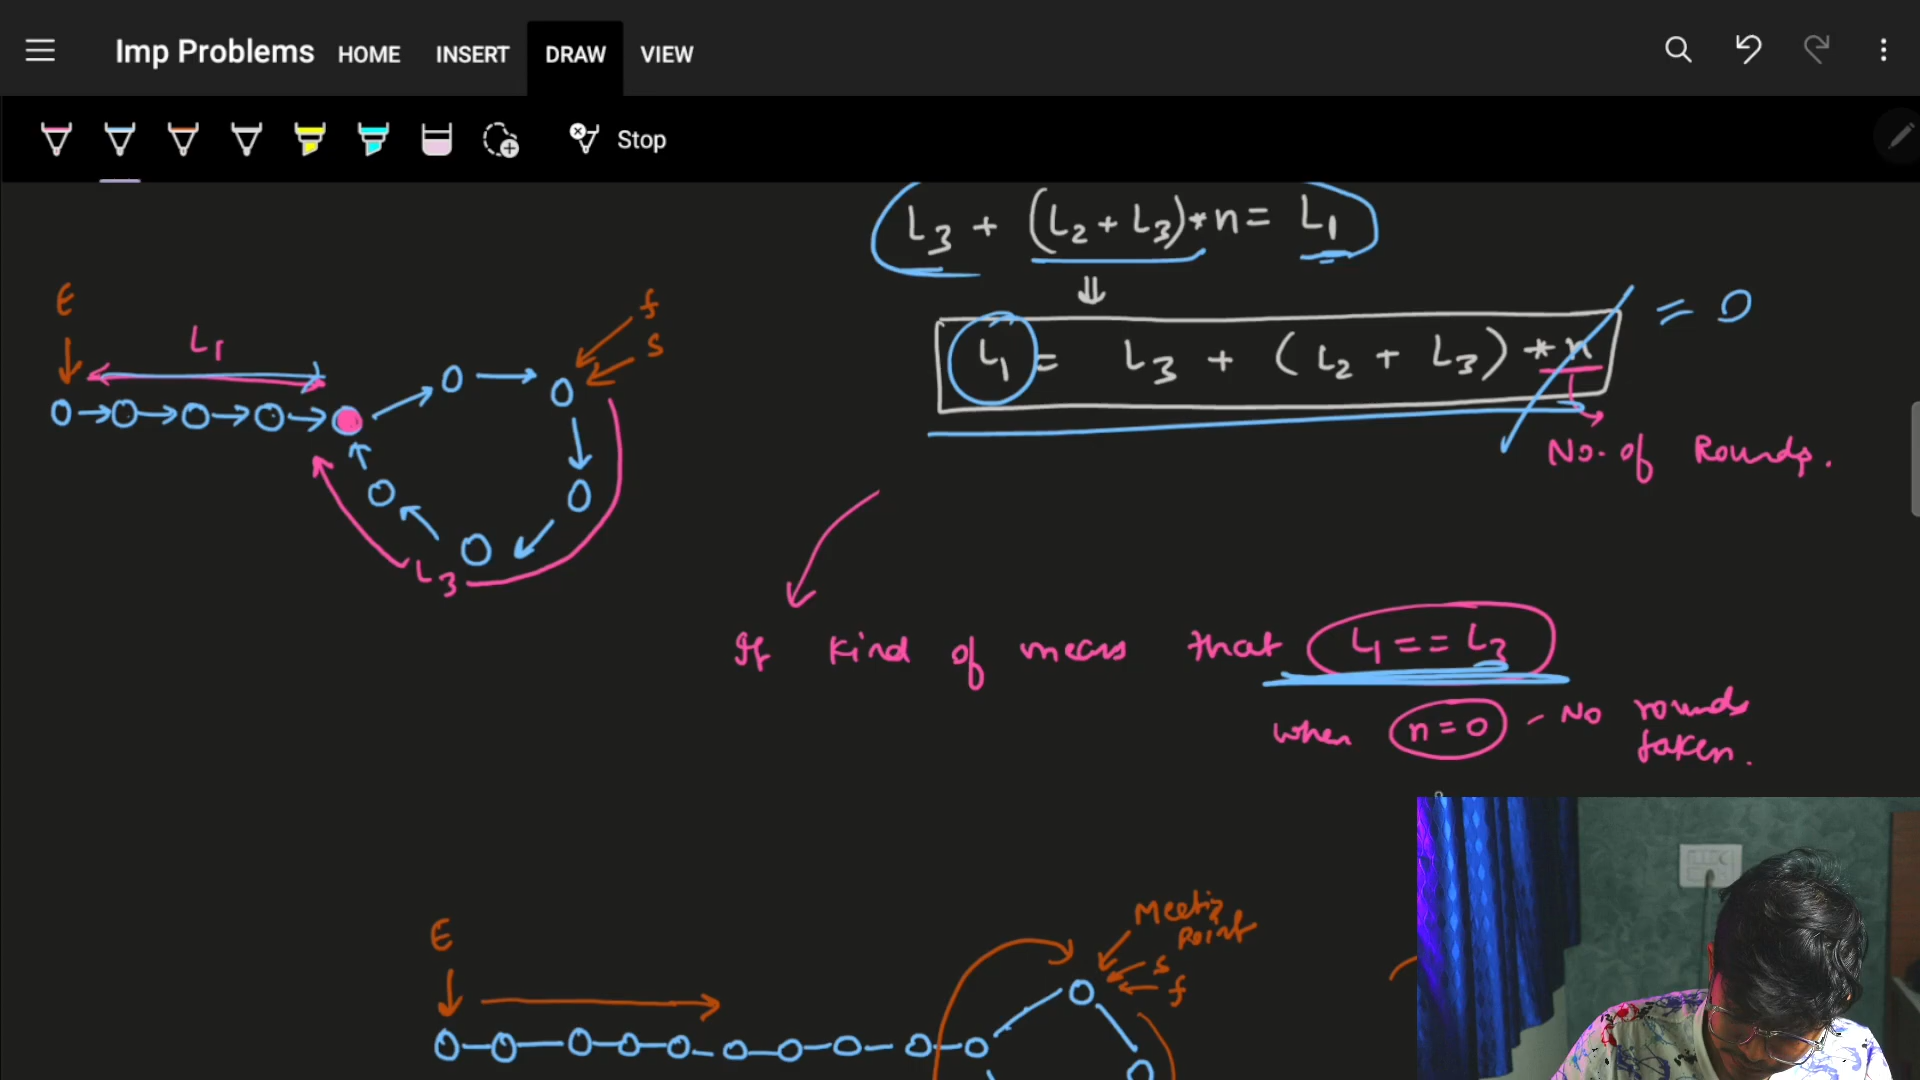 Imp Problems HOME INSERT DRAW VIEW
Stop
L3 + (L2 + L3)*n = L1
⇓
L1 = L3 + (L2 + L3) * n = 0
No. of Rounds.
E
L1
f
s
L3
It kind of means that L1 == L3
when n = 0 - No rounds
taken.
E
Meeting
Point
s
f